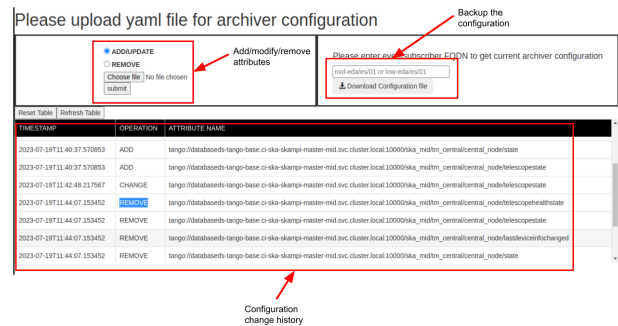 Please upload yaml file for archiver configuration
Backup the
configuration
ADD/UPDATE
REMOVE
Choose file No file chosen
submit
Add/modify/remove
attributes
Please enter eventsubscriber FQDN to get current archiver configuration
mid-eda/es/01 or low-eda/es/01
Download Configuration file
Reset Table Refresh Table
TIMESTAMP OPERATION ATTRIBUTE NAME
2023-07-19T11:40:37.570853 ADD tango://databaseds-tango-base.ci-ska-skampi-master-mid.svc.cluster.local:10000/ska_mid/tm_central/central_node/state
2023-07-19T11:40:37.570853 ADD tango://databaseds-tango-base.ci-ska-skampi-master-mid.svc.cluster.local:10000/ska_mid/tm_central/central_node/telescopestate
2023-07-19T11:42:48.217567 CHANGE tango://databaseds-tango-base.ci-ska-skampi-master-mid.svc.cluster.local:10000/ska_mid/tm_central/central_node/telescopestate
2023-07-19T11:44:07.153452 REMOVE tango://databaseds-tango-base.ci-ska-skampi-master-mid.svc.cluster.local:10000/ska_mid/tm_central/central_node/telescopehealthstate
2023-07-19T11:44:07.153452 REMOVE tango://databaseds-tango-base.ci-ska-skampi-master-mid.svc.cluster.local:10000/ska_mid/tm_central/central_node/telescopestate
2023-07-19T11:44:07.153452 REMOVE tango://databaseds-tango-base.ci-ska-skampi-master-mid.svc.cluster.local:10000/ska_mid/tm_central/central_node/lastdeviceinfochanged
2023-07-19T11:44:07.153452 REMOVE tango://databaseds-tango-base.ci-ska-skampi-master-mid.svc.cluster.local:10000/ska_mid/tm_central/central_node/state
Configuration
change history